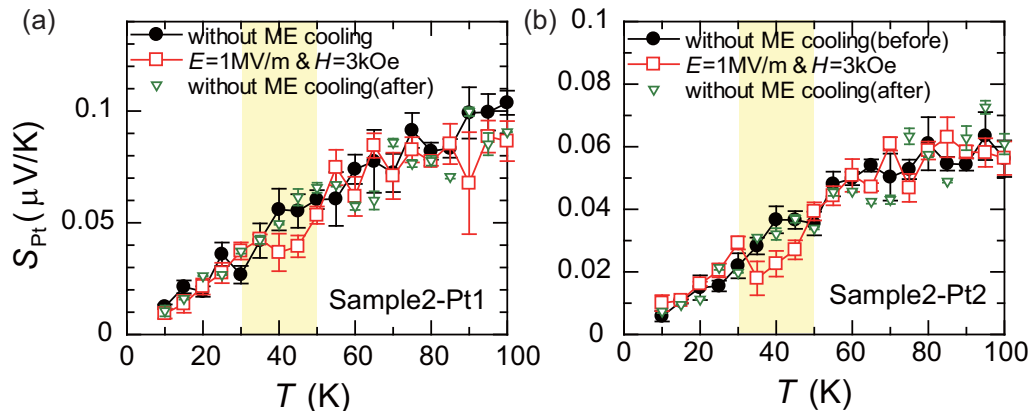 (a)
without ME cooling
E=1MV/m & H=3kOe
without ME cooling(after)
0.1
0.05
0
S_Pt ( μV/K)
Sample2-Pt1
0 20 40 60 80 100
T (K)
(b)
0.1
without ME cooling(before)
E=1MV/m & H=3kOe
without ME cooling(after)
0.08
0.06
0.04
0.02
0
Sample2-Pt2
0 20 40 60 80 100
T (K)